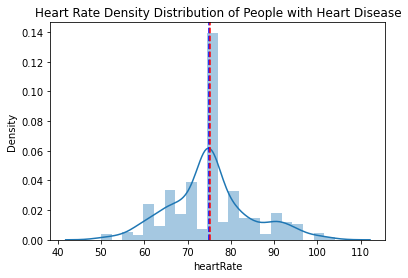 Heart Rate Density Distribution of People with Heart Disease
0.14
0.12
0.10
0.08
0.06
0.04
0.02
0.00
Density
40 50 60 70 80 90 100 110
heartRate